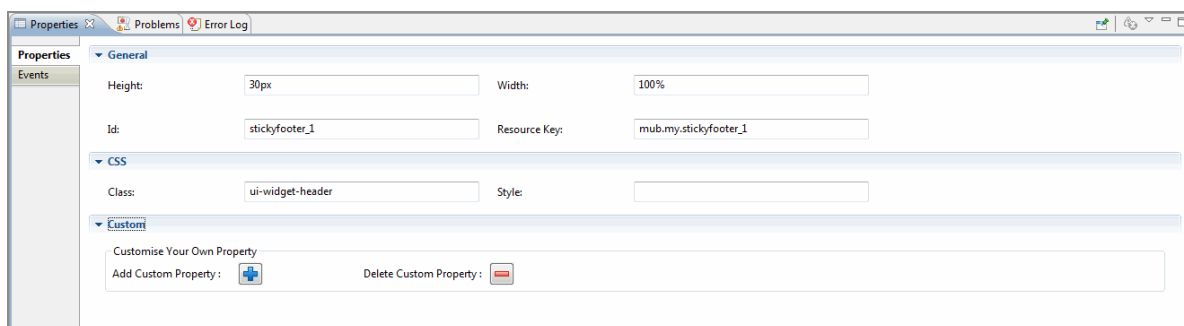 Properties Problems Error Log
Properties
Events
General
Height: 30px Width: 100%
Id: stickyfooter_1 Resource Key: mub.my.stickyfooter_1
CSS
Class: ui-widget-header Style:
Custom
Customise Your Own Property
Add Custom Property : Delete Custom Property :